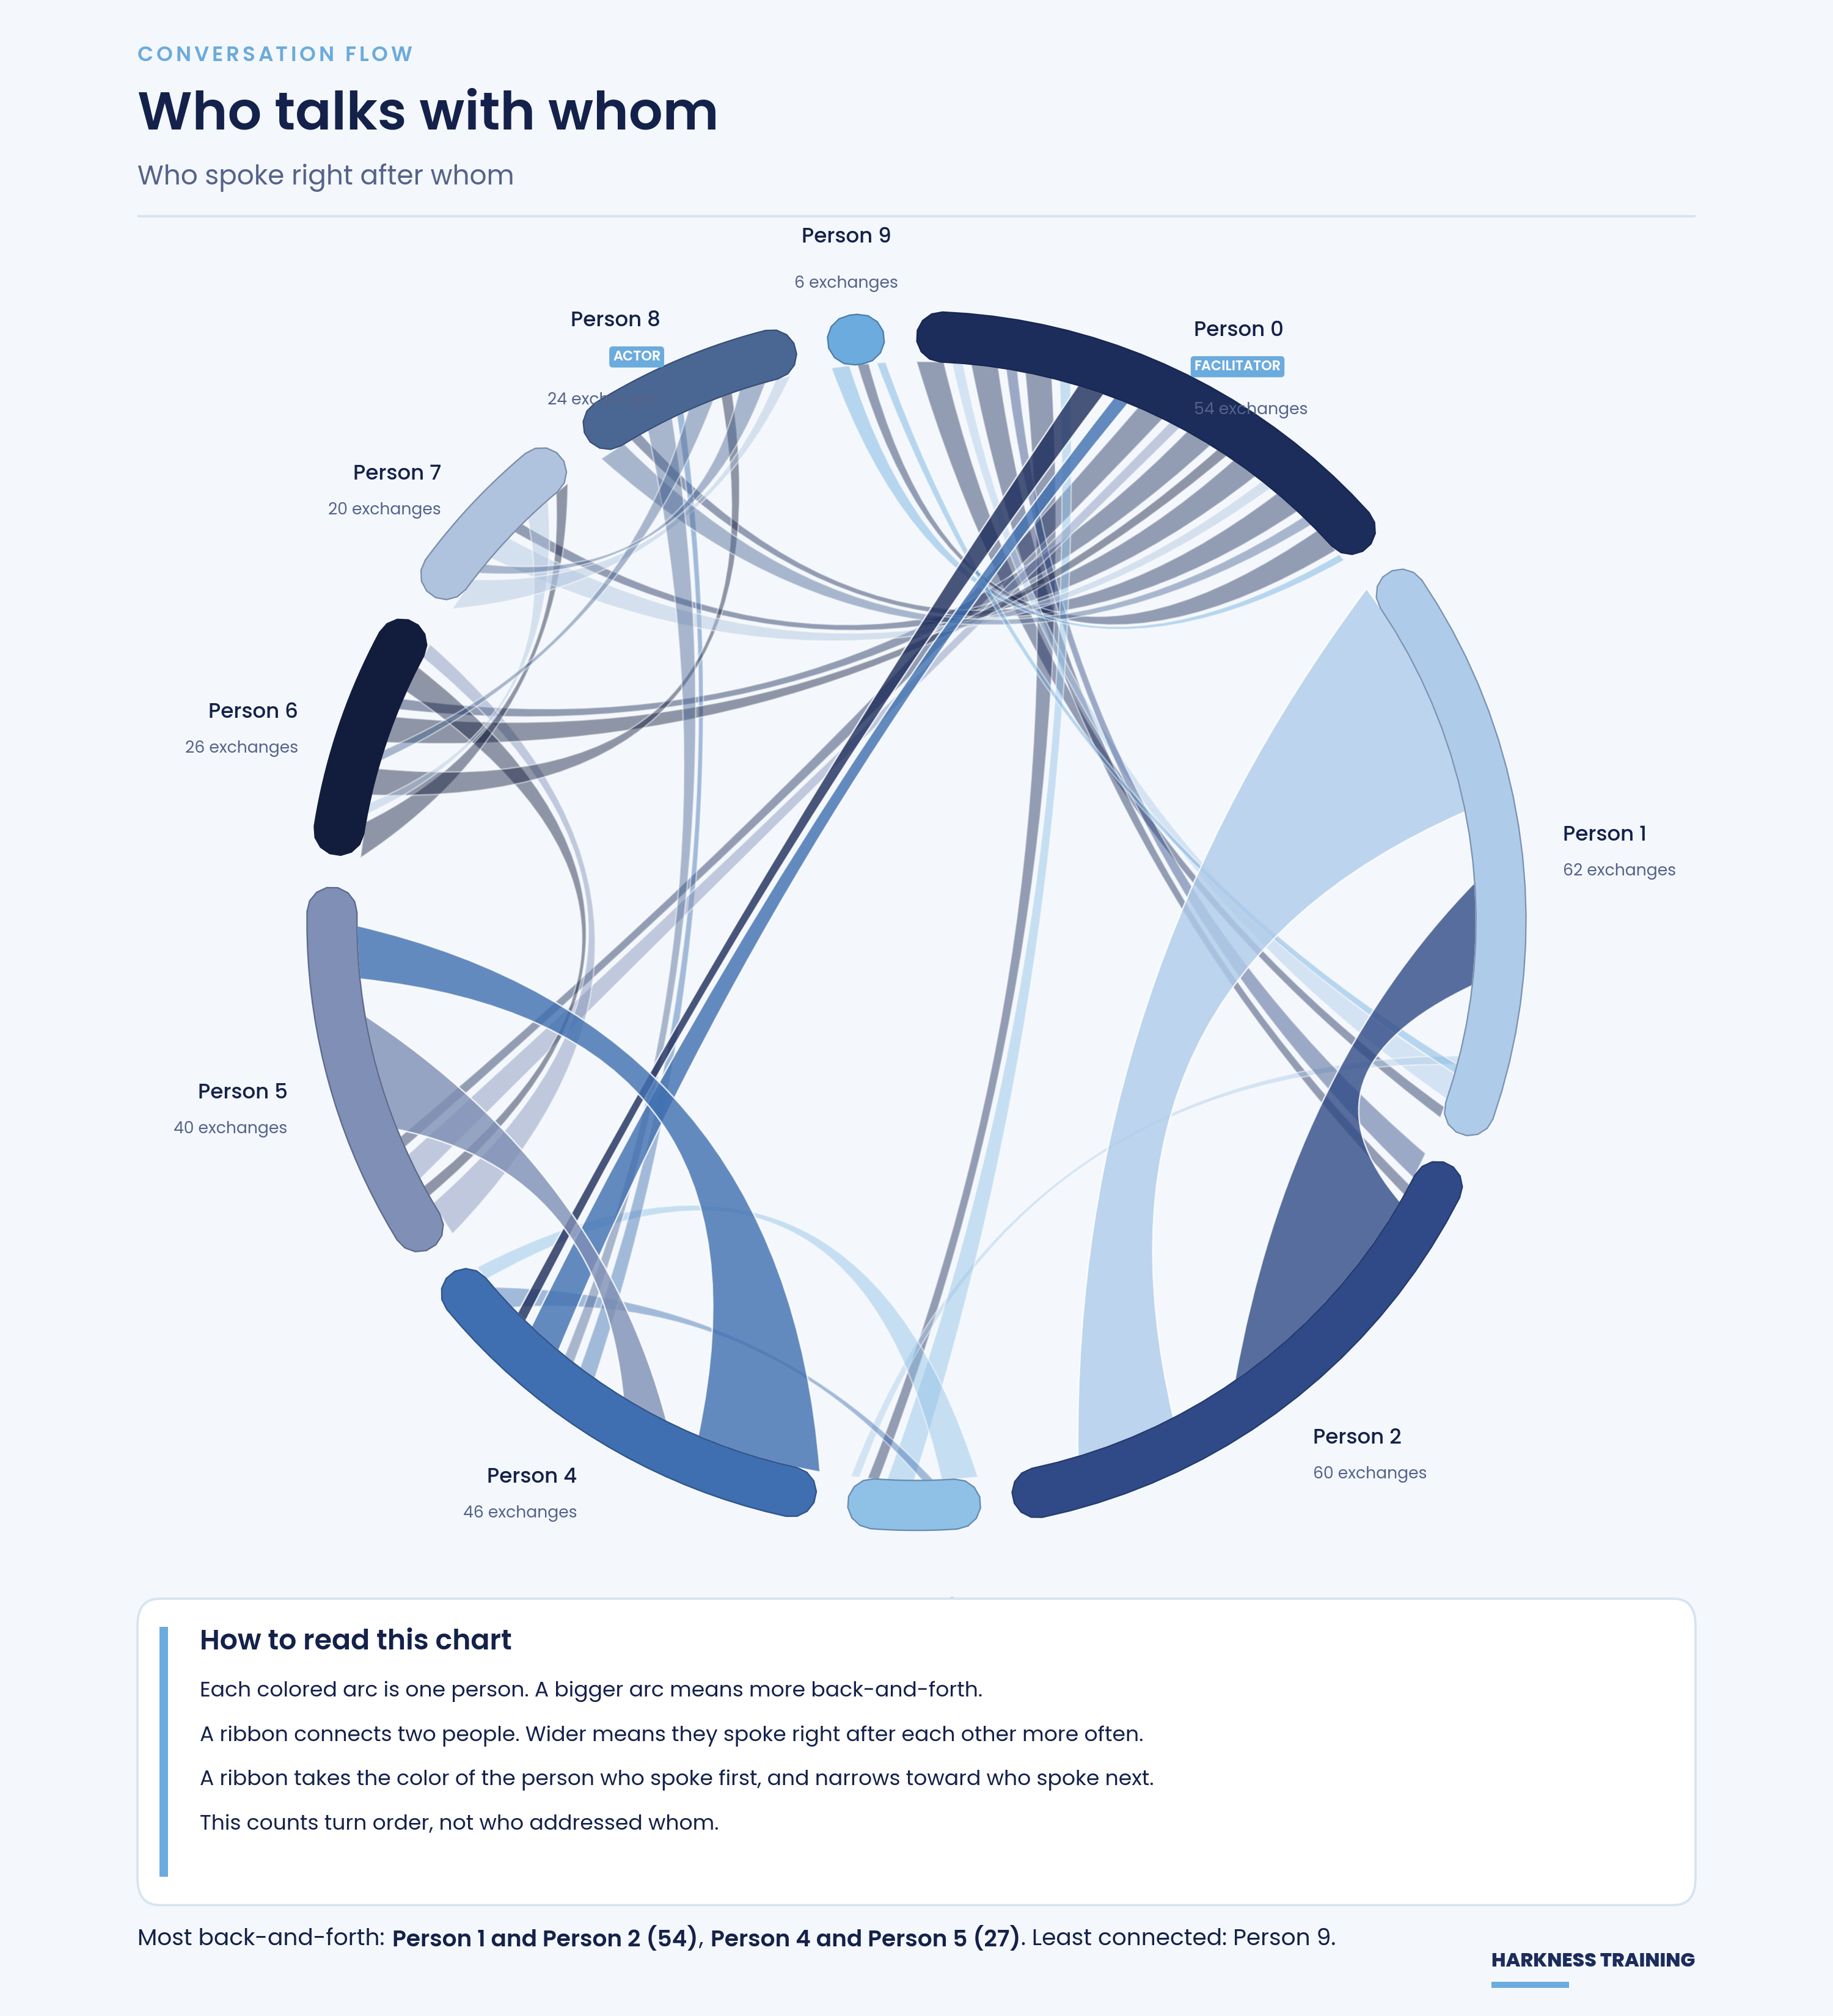 CONVERSATION FLOW
Who talks with whom
Who spoke right after whom
Person 9
6 exchanges
Person 8
ACTOR
24
Person 0
FACILITATOR
54 exchanges
Person 7
20 exchanges
Person 6
26 exchanges
Person 1
62 exchanges
Person 5
40 exchanges
Person 2
60 exchanges
Person 4
46 exchanges
How to read this chart
Each colored arc is one person. A bigger arc means more back-and-forth.
A ribbon connects two people. Wider means they spoke right after each other more often.
A ribbon takes the color of the person who spoke first, and narrows toward who spoke next.
This counts turn order, not who addressed whom.
Most back-and-forth: Person 1 and Person 2 (54), Person 4 and Person 5 (27). Least connected: Person 9.
HARKNESS TRAINING